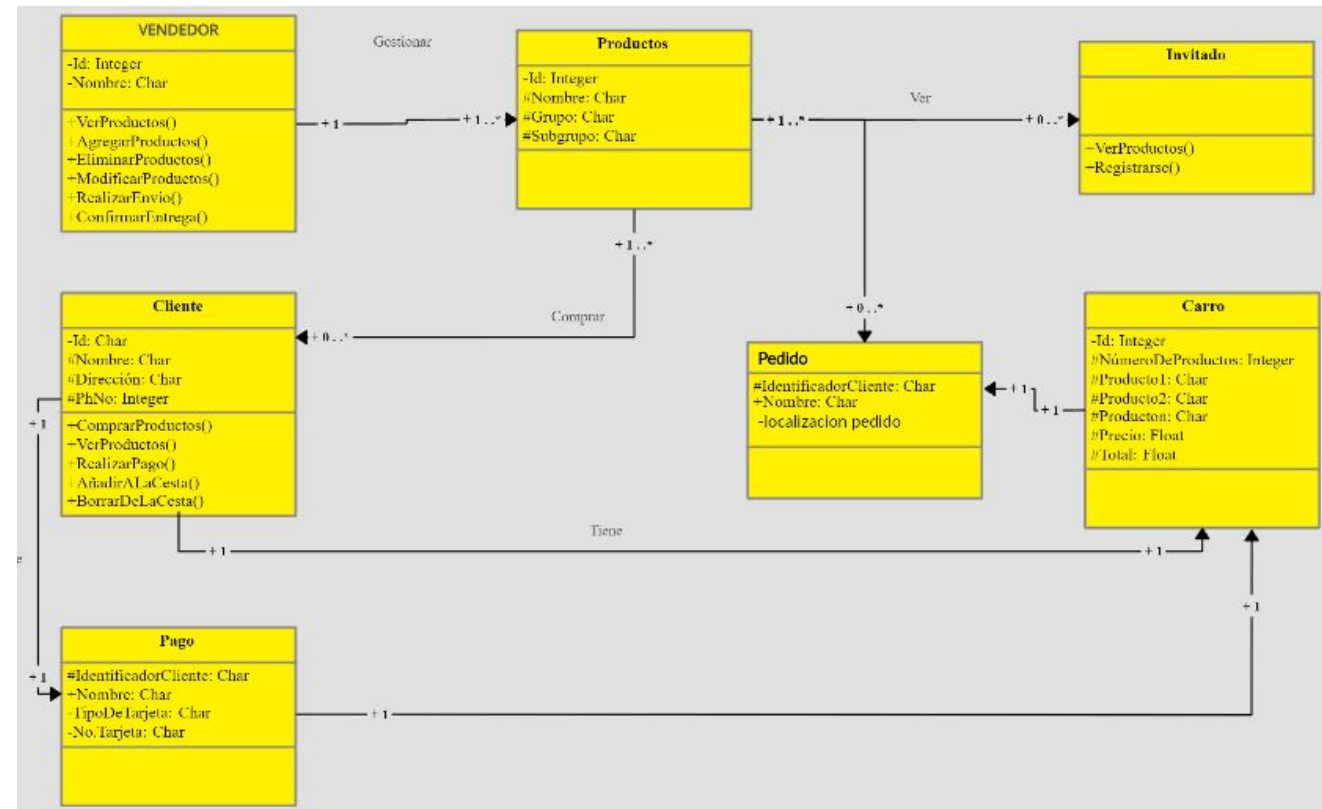 VENDEDOR
-Id: Integer
-Nombre: Char
+VerProductos()
+AgregarProductos()
+EliminarProductos()
+ModificarProductos()
+RealizarEnvio()
+ConfirmarEntrega()
Gestionar
+1
+1..*
Productos
-Id: Integer
#Nombre: Char
#Grupo: Char
#Subgrupo: Char
+1..*
Ver
+0..*
Invitado
+VerProductos()
+Registrarse()
+1..*
Comprar
+0..*
+0..*
Cliente
-Id: Char
#Nombre: Char
#Dirección: Char
#PhNo: Integer
+ComprarProductos()
+VerProductos()
+RealizarPago()
+AñadirALaCesta()
+BorrarDeLaCesta()
Pedido
#IdentificadorCliente: Char
+Nombre: Char
-localizacion pedido
+1
+1
Carro
-Id: Integer
#NúmeroDeProductos: Integer
#Producto1: Char
#Producto2: Char
#Producton: Char
#Precio: Float
#Total: Float
+1
+1
Tiene
+1
+1
e
+1
Pago
#IdentificadorCliente: Char
+Nombre: Char
-TipoDeTarjeta: Char
-No.Tarjeta: Char
+1
+1